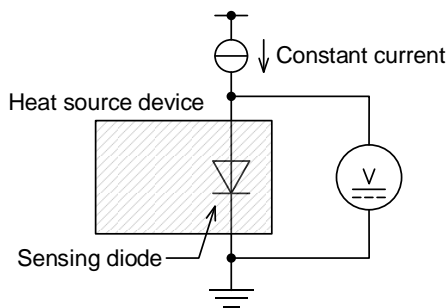 Constant current
Heat source device
V
Sensing diode